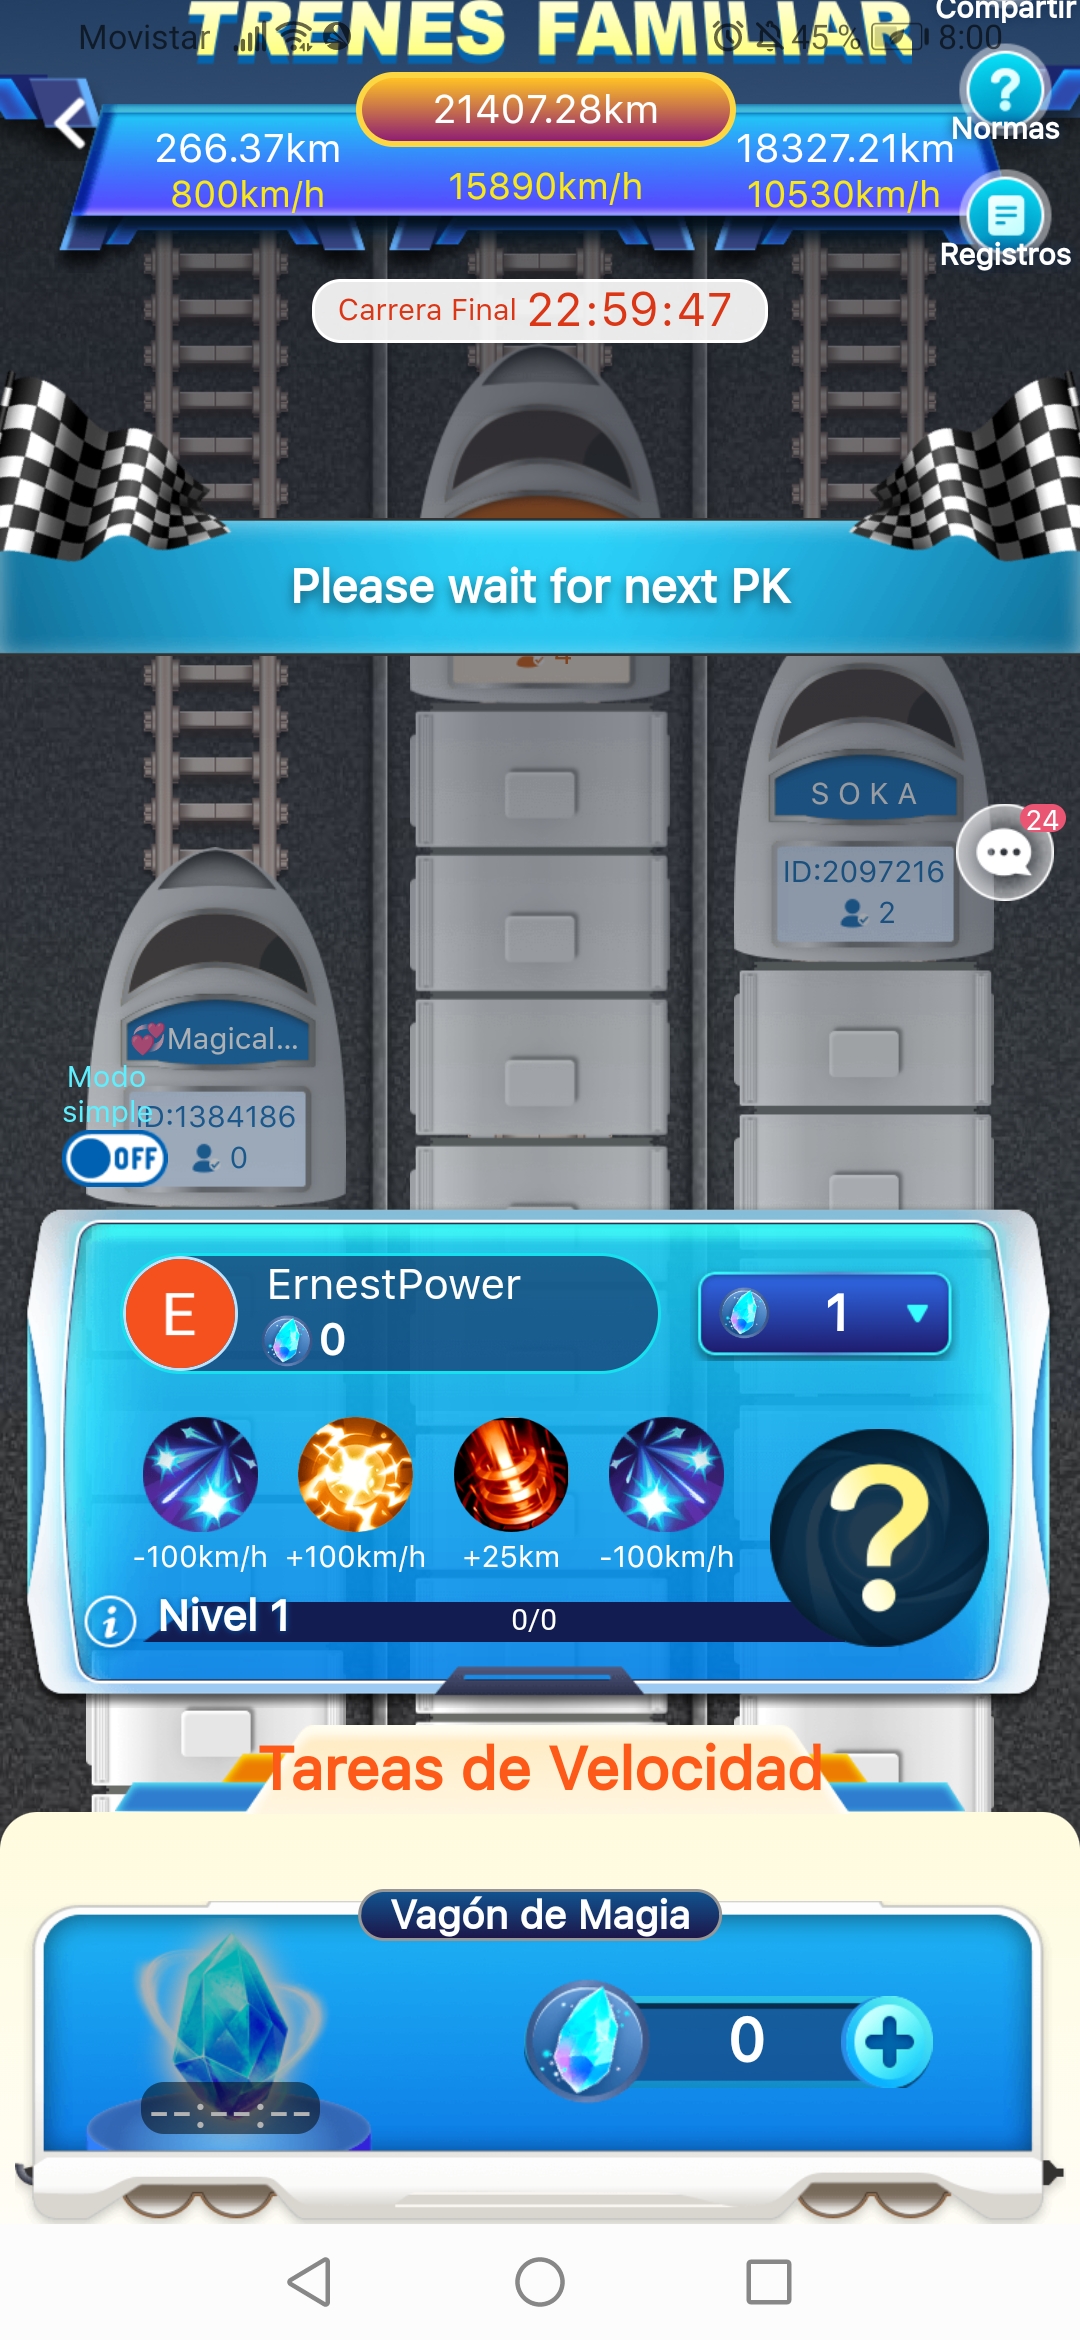 TRENES FAMILIAR
Compartir
Movistar
45 %
8:00
21407.28km
266.37km
18327.21km
Normas
800km/h
15890km/h
10530km/h
Registros
Carrera Final 22:59:47
Please wait for next PK
4
S O K A
24
ID:2097216
2
💞Magical...
Modo
simple
ID:1384186
OFF
0
E
ErnestPower
0
1
-100km/h +100km/h +25km -100km/h
?
Nivel 1
0/0
Tareas de Velocidad
Vagón de Magia
0
--:--:--